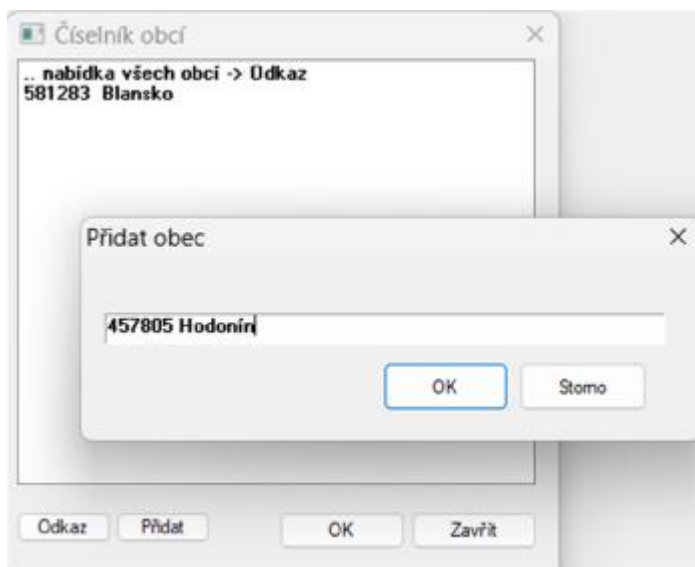 Číselník obcí
.. nabídka všech obcí -> Odkaz
581283 Blansko
Přidat obec
457805 Hodonín
OK
Storno
Odkaz
Přidat
OK
Zavřít